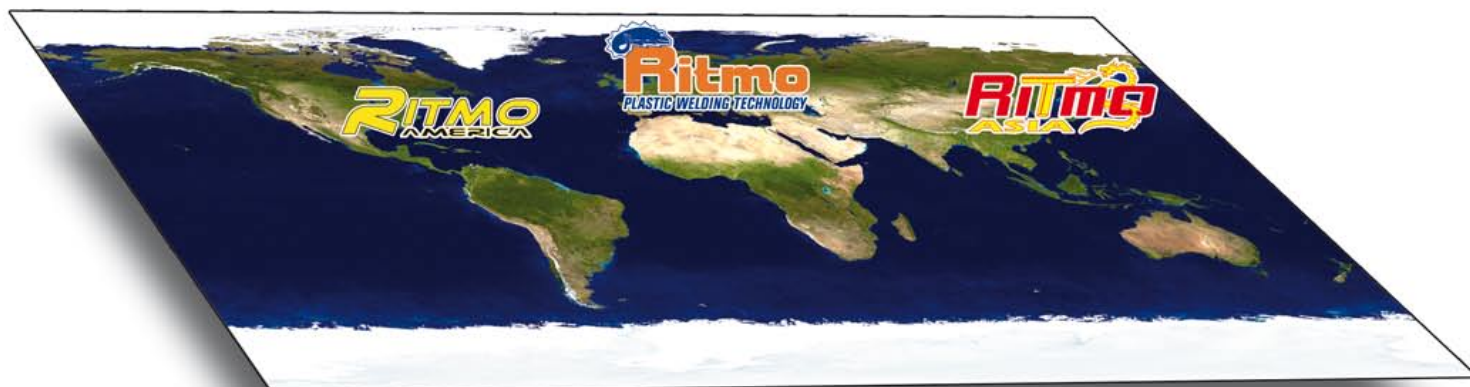 Ritmo
PLASTIC WELDING TECHNOLOGY
RITMO
AMERICA
RiTmo
ASIA